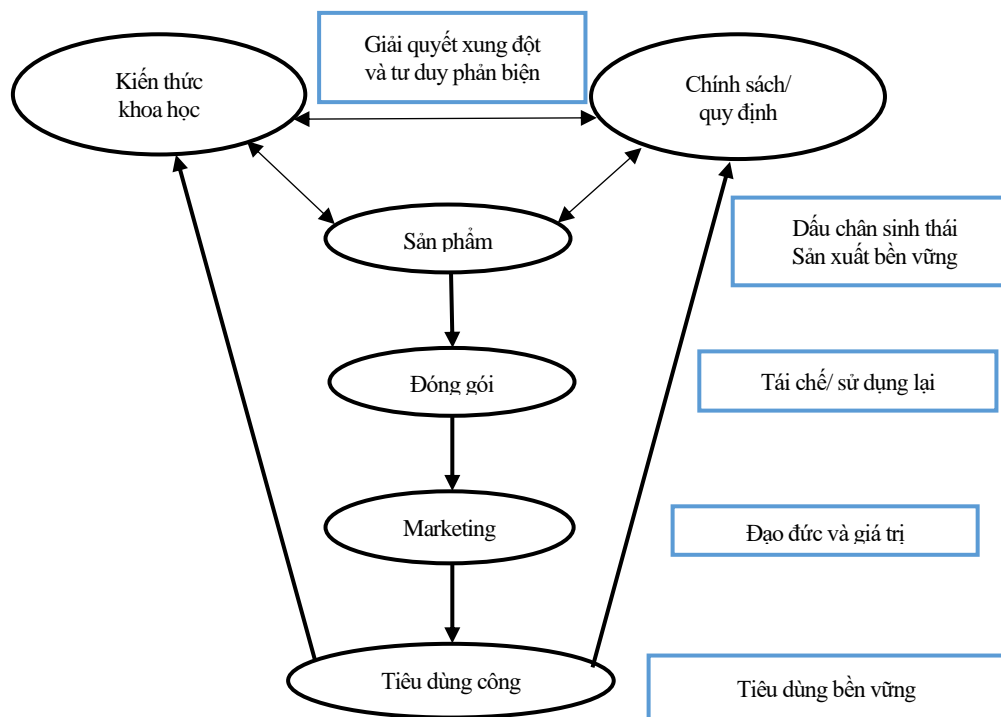 Giải quyết xung đột
và tư duy phản biện
Kiến thức
khoa học
Chính sách/
quy định
Sản phẩm
Dấu chân sinh thái
Sản xuất bền vững
Đóng gói
Tái chế/ sử dụng lại
Marketing
Đạo đức và giá trị
Tiêu dùng công
Tiêu dùng bền vững